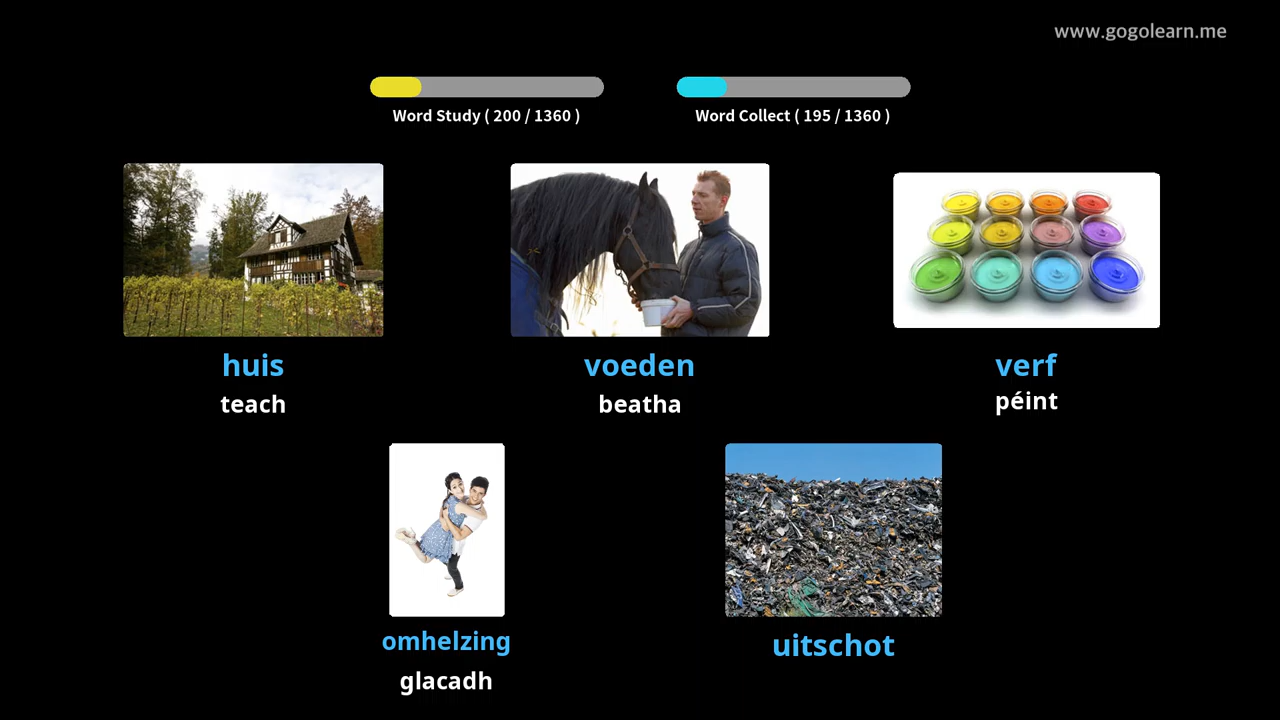 www.gogolearn.me
Word Study ( 200 / 1360 )
Word Collect ( 195 / 1360 )
huis
teach
voeden
beatha
verf
péint
omhelzing
glacadh
uitschot